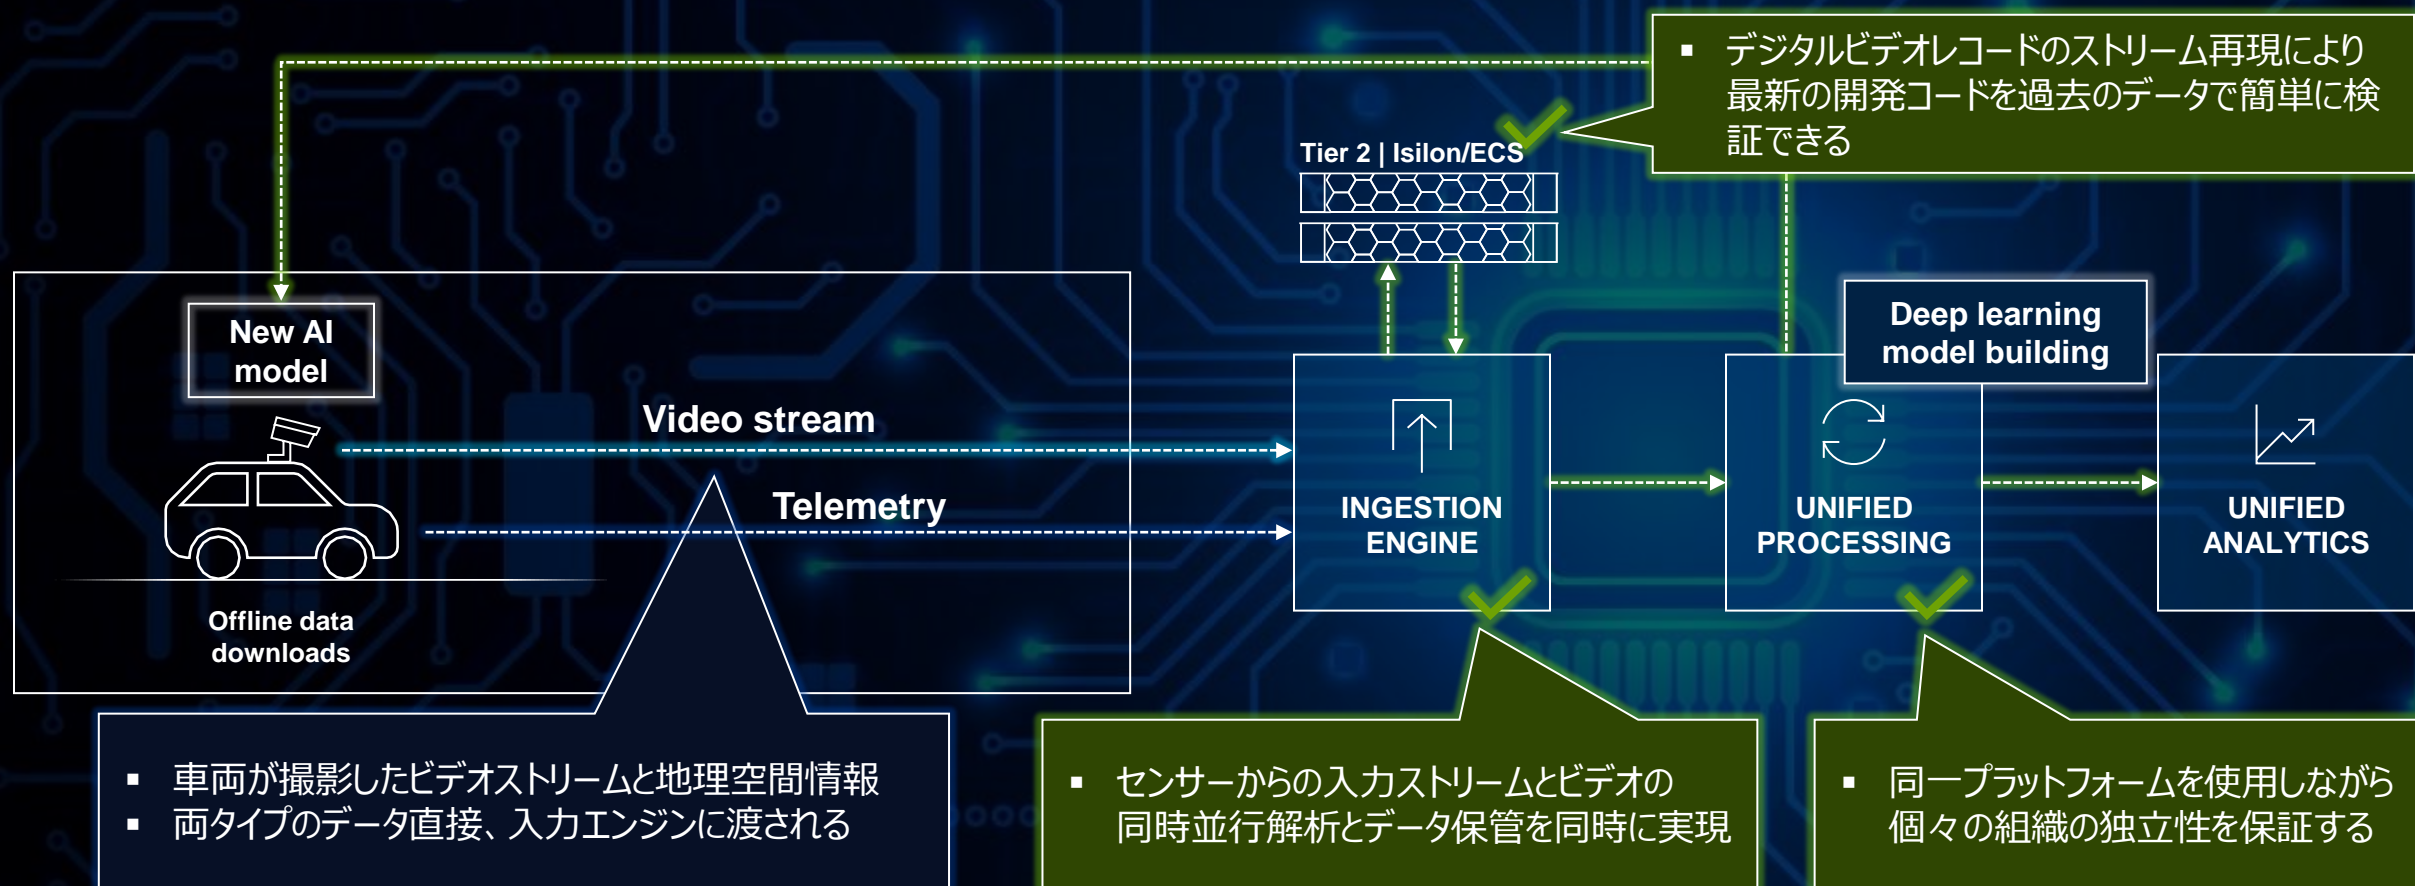 ▪ デジタルビデオレコードのストリーム再現により
最新の開発コードを過去のデータで簡単に検
証できる
Tier 2 | Isilon/ECS
New AI
model
Deep learning
model building
Video stream
Telemetry
INGESTION
ENGINE
UNIFIED
PROCESSING
UNIFIED
ANALYTICS
Offline data
downloads
▪ 車両が撮影したビデオストリームと地理空間情報
▪ 両タイプのデータ直接、入力エンジンに渡される
▪ センサーからの入力ストリームとビデオの
同時並行解析とデータ保管を同時に実現
▪ 同一プラットフォームを使用しながら
個々の組織の独立性を保証する